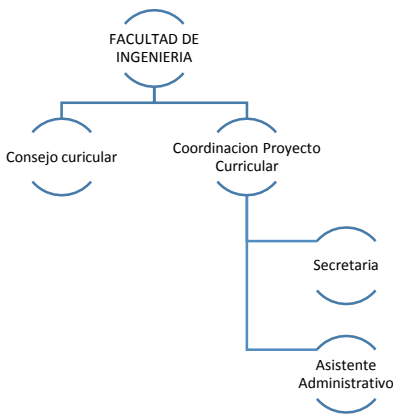 FACULTAD DE
INGENIERIA
Consejo curicular
Coordinacion Proyecto
Curricular
Secretaria
Asistente
Administrativo